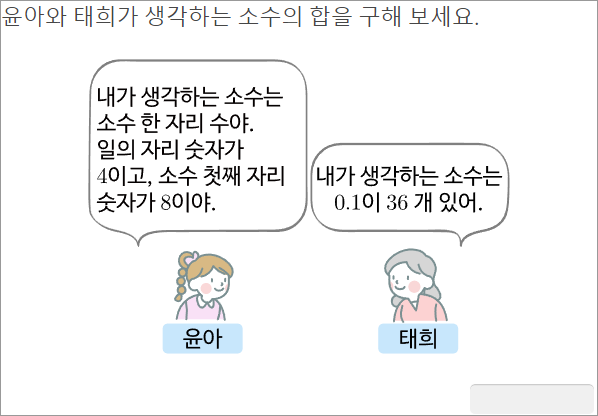 윤아와 태희가 생각하는 소수의 합을 구해 보세요.
내가 생각하는 소수는
소수 한 자리 수야.
일의 자리 숫자가
4이고, 소수 첫째 자리
숫자가 8이야.
내가 생각하는 소수는
0.1이 36 개 있어.
윤아
태희